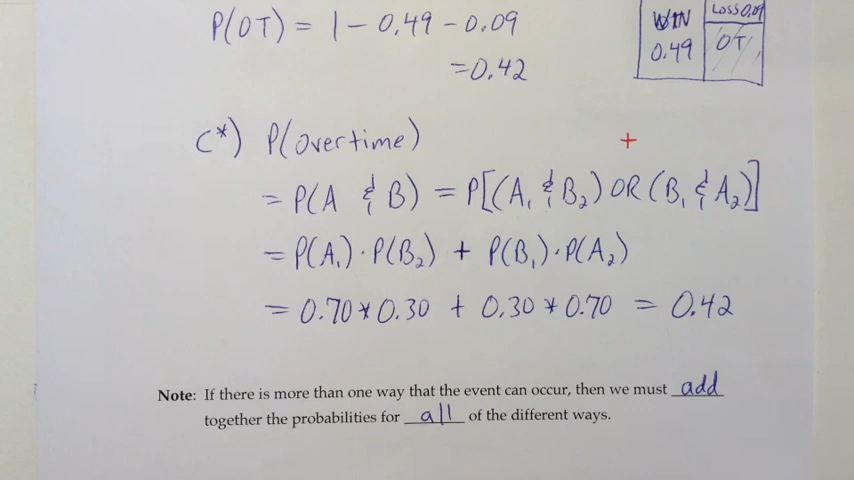 P(OT) = 1 - 0.49 - 0.09
= 0.42
WIN
0.49
LOSS 0.09
OT
C*) P(overtime)
+
= P(A & B) = P[(A₁ & B₂) OR (B₁ & A₂)]
= P(A₁) · P(B₂) + P(B₁) · P(A₂)
= 0.70 * 0.30 + 0.30 * 0.70 = 0.42
Note: If there is more than one way that the event can occur, then we must add
together the probabilities for all of the different ways.